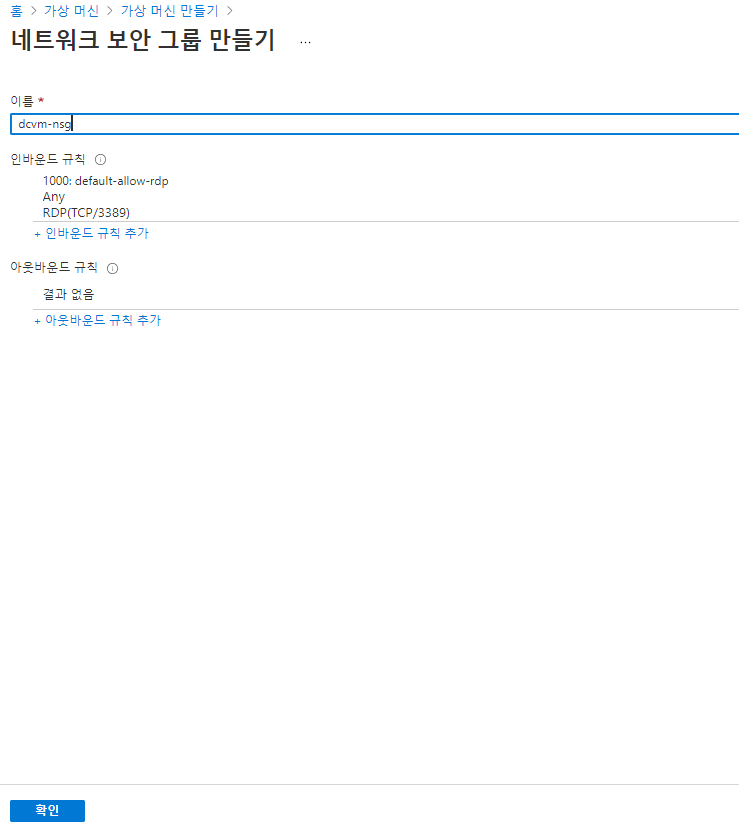 홈 > 가상 머신 > 가상 머신 만들기 >
네트워크 보안 그룹 만들기 ...
이름 *
dcvm-nsg
인바운드 규칙
1000: default-allow-rdp
Any
RDP(TCP/3389)
+ 인바운드 규칙 추가
아웃바운드 규칙
결과 없음
+ 아웃바운드 규칙 추가
확인